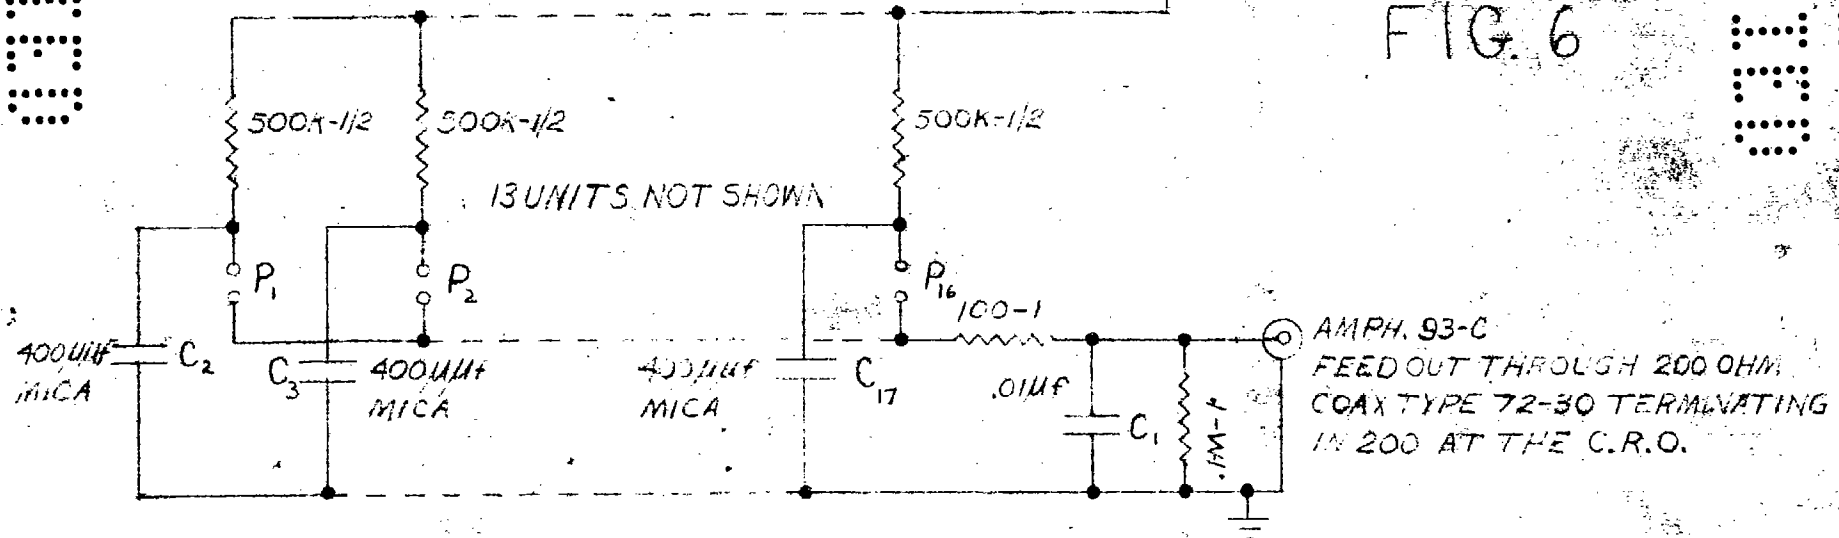 FIG. 6
500K-1/2
500K-1/2
500K-1/2
13 UNITS NOT SHOWN
P1
P2
P16
100-1
400µµf
MICA
C2
C3
400µµf
MICA
400µµf
MICA
C17
.01µf
C1
.1M-1
AMPH. 93-C
FEED OUT THROUGH 200 OHM
COAX TYPE 72-30 TERMINATING
IN 200 AT THE C.R.O.